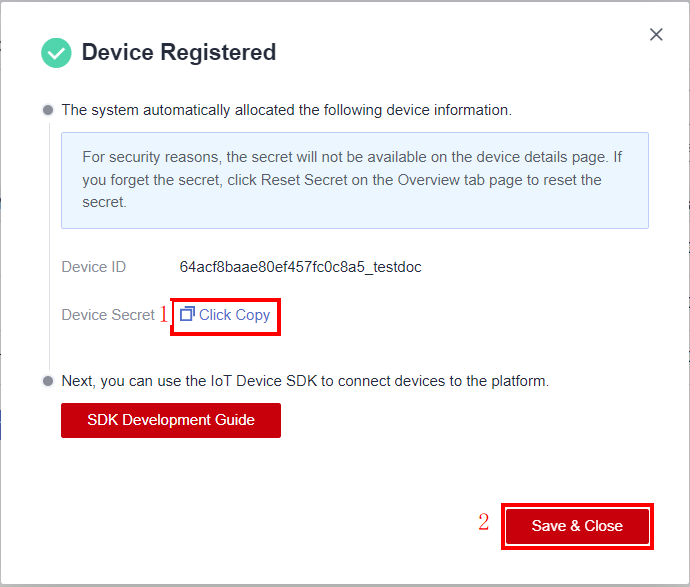 Device Registered
The system automatically allocated the following device information.
For security reasons, the secret will not be available on the device details page. If
you forget the secret, click Reset Secret on the Overview tab page to reset the
secret.
Device ID 64acf8baae80ef457fc0c8a5_testdoc
Device Secret 1 Click Copy
Next, you can use the IoT Device SDK to connect devices to the platform.
SDK Development Guide
2 Save & Close